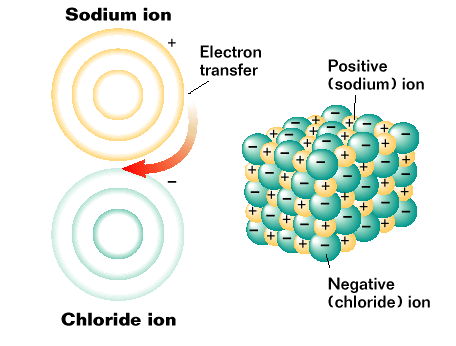 Sodium ion
+
Electron
transfer
−
Chloride ion
Positive
(sodium) ion
Negative
(chloride) ion